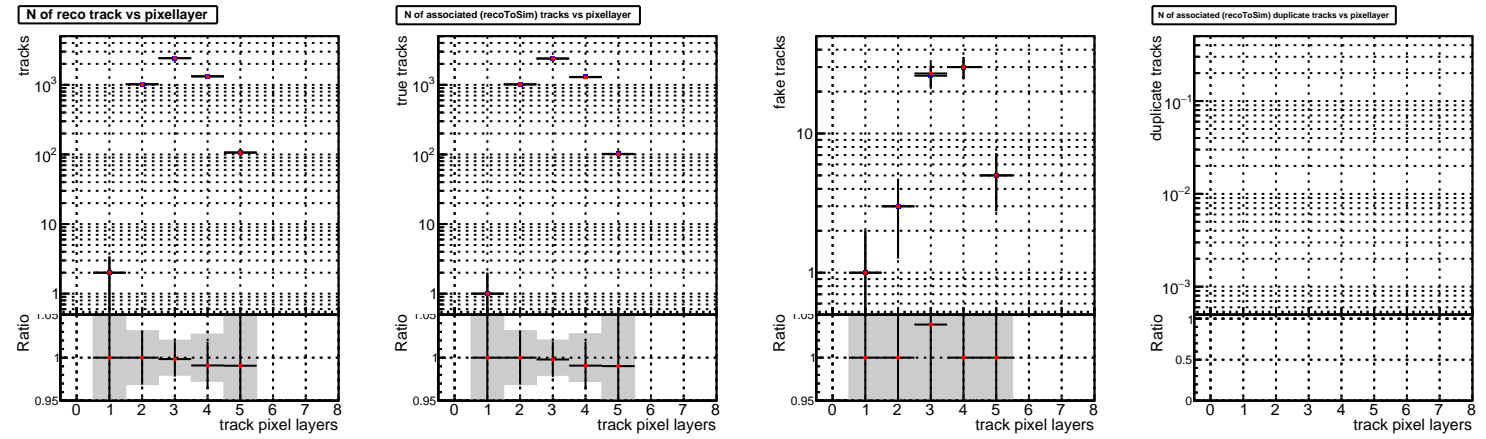 N of reco track vs pixellayer
tracks
10³
10²
10
1
Ratio
1.05
1
0.95
0 1 2 3 4 5 6 7 8
track pixel layers
N of associated (recoToSim) tracks vs pixellayer
true tracks
10³
10²
10
1
Ratio
1.05
1
0.95
0 1 2 3 4 5 6 7 8
track pixel layers
fake tracks
10
1
Ratio
1.05
1
0.95
0 1 2 3 4 5 6 7 8
track pixel layers
N of associated (recoToSim) duplicate tracks vs pixellayer
duplicate tracks
10⁻¹
10⁻²
10⁻³
Ratio
1
0.5
0
0 1 2 3 4 5 6 7 8
track pixel layers